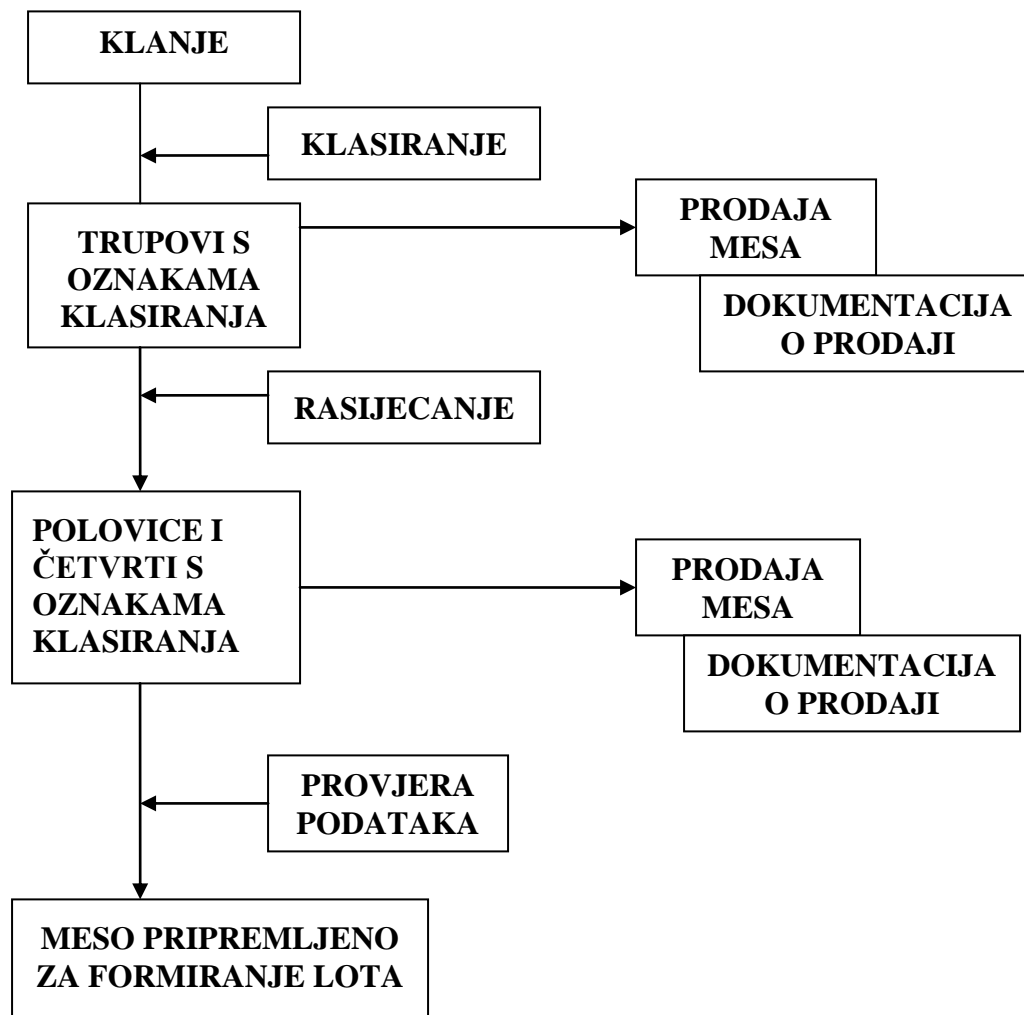 KLANJE
KLASIRANJE
TRUPOVI S
OZNAKAMA
KLASIRANJA
PRODAJA
MESA
DOKUMENTACIJA
O PRODAJI
RASIJECANJE
POLOVICE I
ČETVRTI S
OZNAKAMA
KLASIRANJA
PRODAJA
MESA
DOKUMENTACIJA
O PRODAJI
PROVJERA
PODATAKA
MESO PRIPREMLJENO
ZA FORMIRANJE LOTA